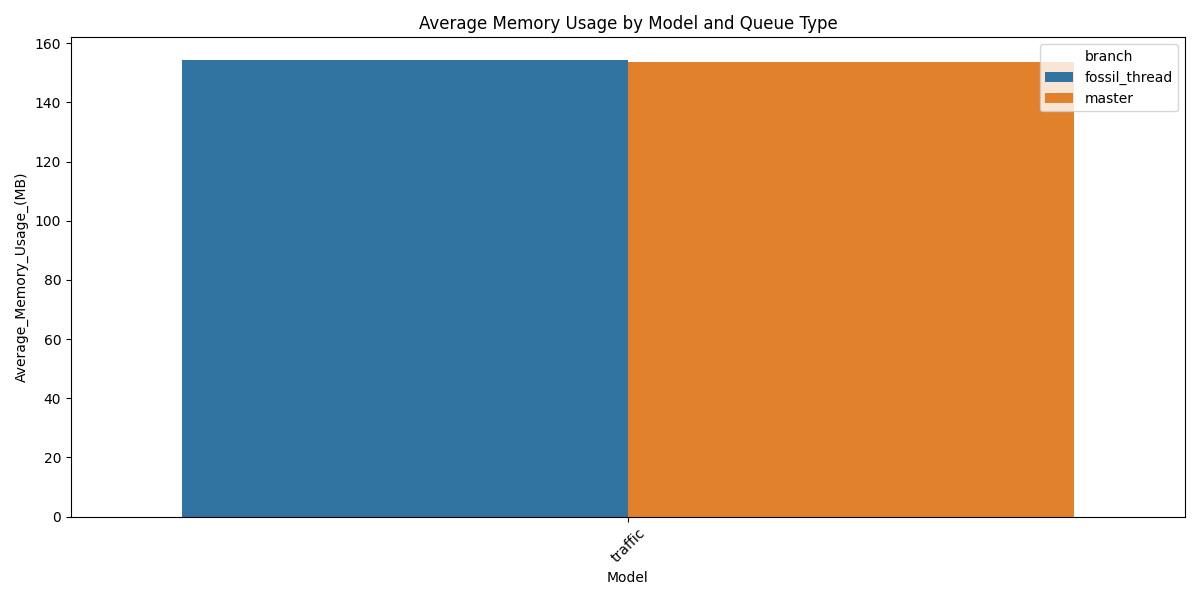 Average Memory Usage by Model and Queue Type
Average_Memory_Usage_(MB)
160
140
120
100
80
60
40
20
0
branch
fossil_thread
master
traffic
Model